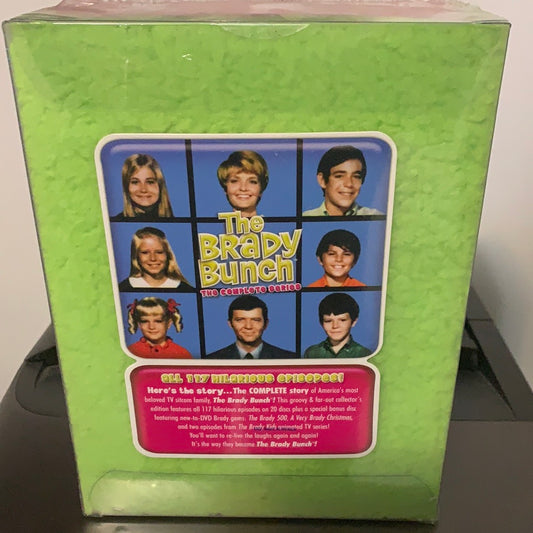 The
BRADY
BUNCH
THE COMPLETE SERIES
ALL 117 HILARIOUS EPISODES!
Here's the story...The COMPLETE story of America's most
beloved TV sitcom family, The Brady Bunch! This groovy & far-out collector's
edition features all 117 hilarious episodes on 20 discs plus a special bonus disc
featuring new-to-DVD Brady gems: The Brady 500, A Very Brady Christmas,
and two episodes from The Brady Kids animated TV series!
You'll want to re-live the laughs again and again!
It's the way they became The Brady Bunch!